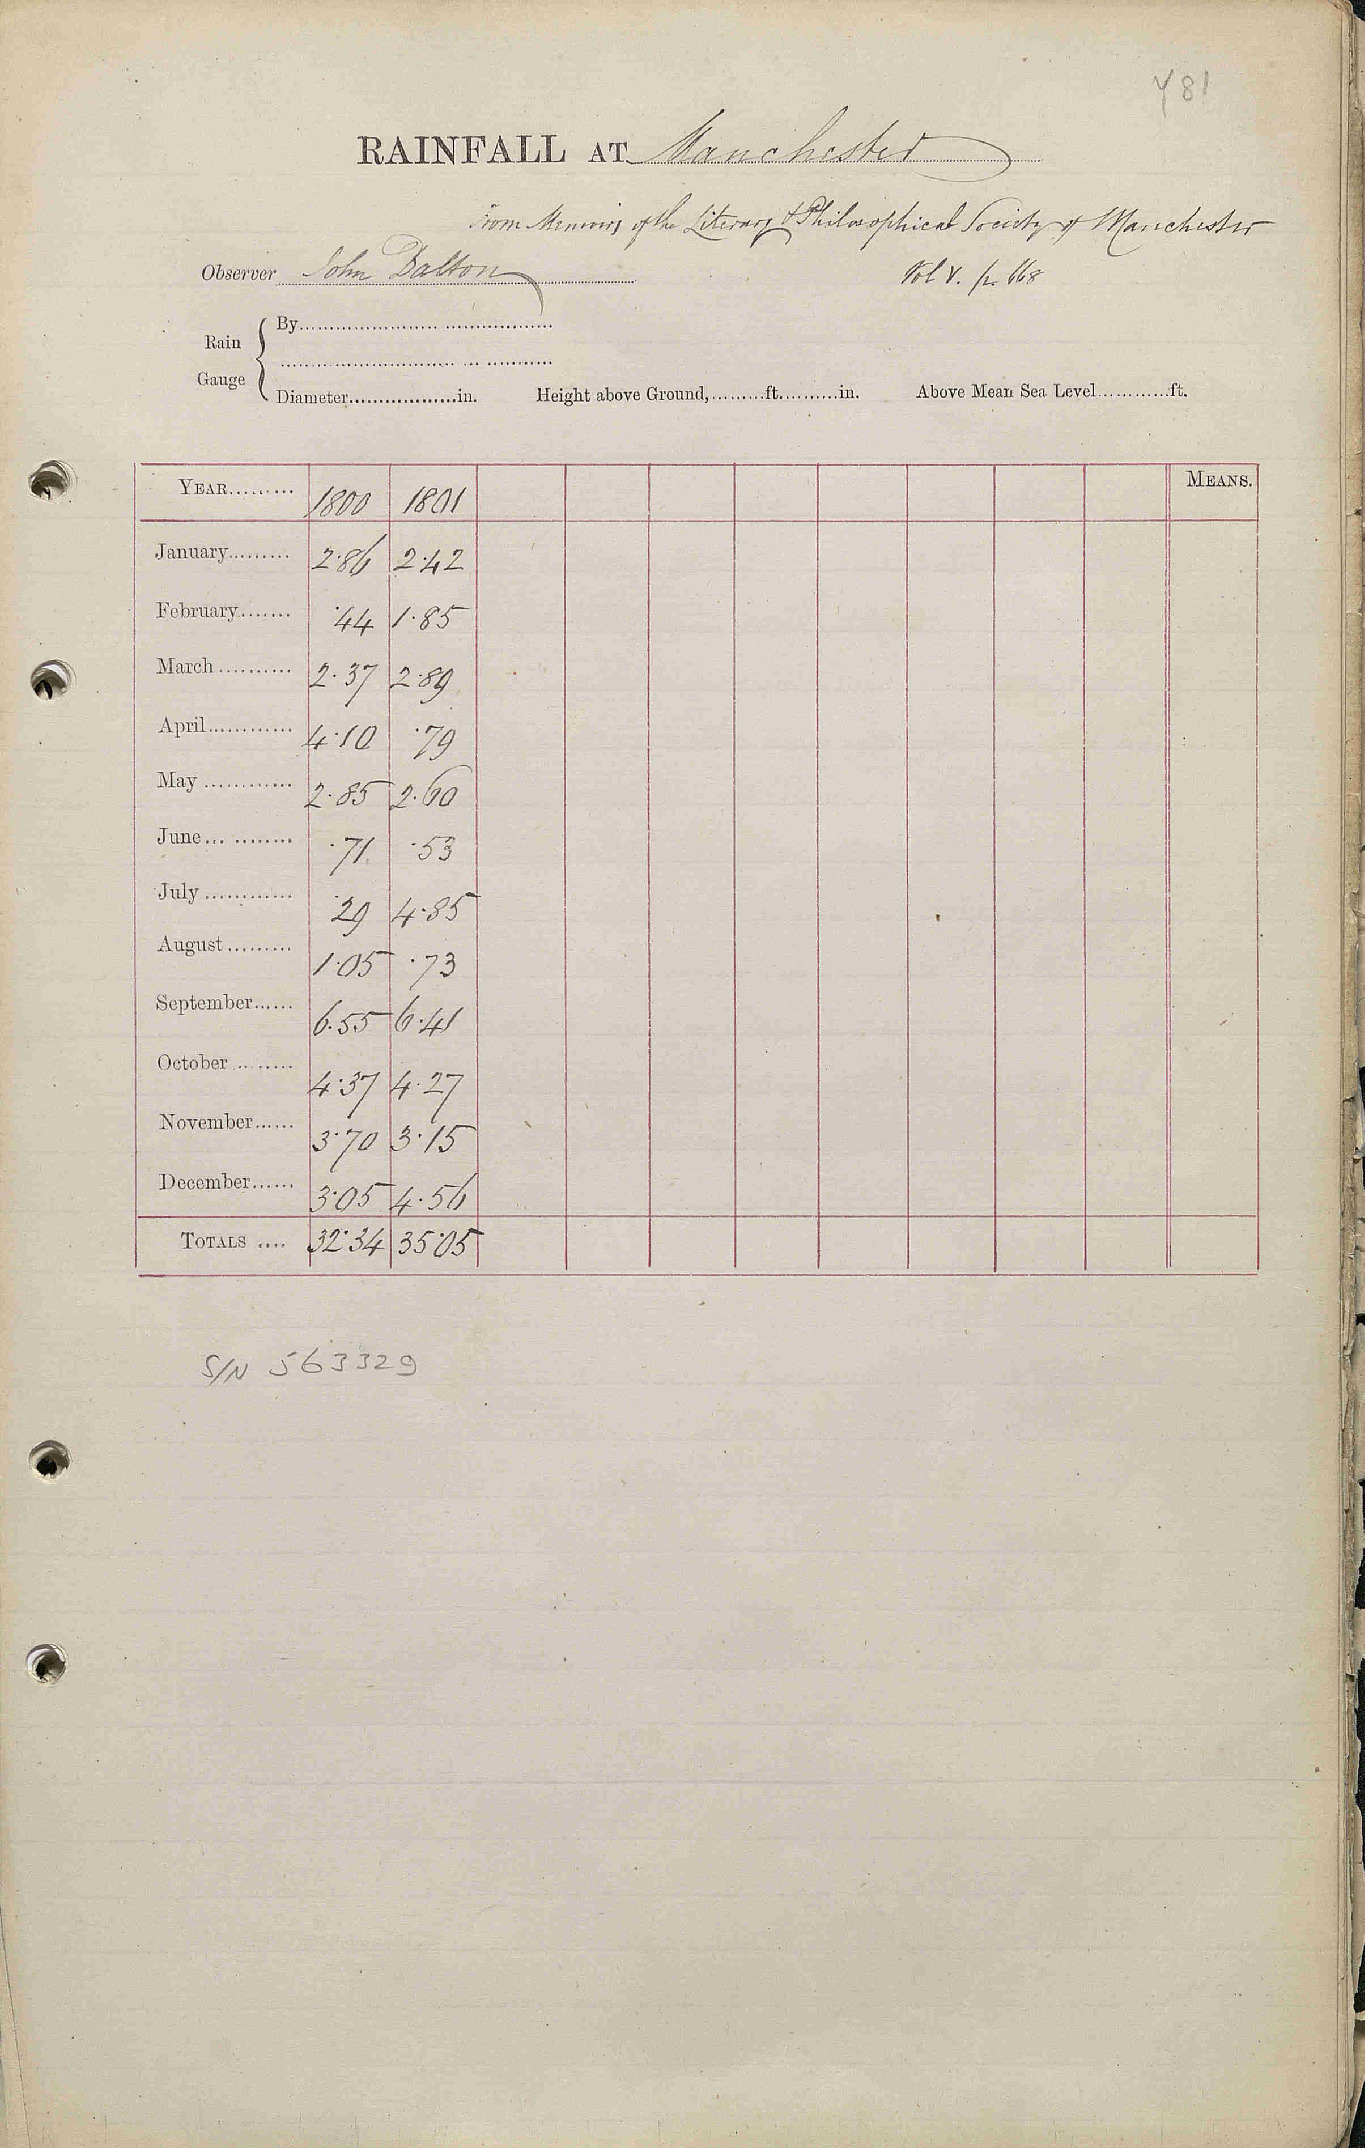 Y81
RAINFALL AT Manchester
From Memoirs of the Literary & Philosophical Society of Manchester
Observer John Dalton Vol V. p. 668
Rain Gauge
By
Diameter in. Height above Ground, ft. in. Above Mean Sea Level ft.
YEAR 1800 1801 MEANS.
January 2.86 2.42
February .44 1.85
March 2.37 2.89
April 4.10 .79
May 2.85 2.60
June .71 .53
July .29 4.85
August 1.05 .73
September 6.55 6.41
October 4.37 4.27
November 3.70 3.15
December 3.05 4.56
TOTALS 32.34 35.05
S/N 563329